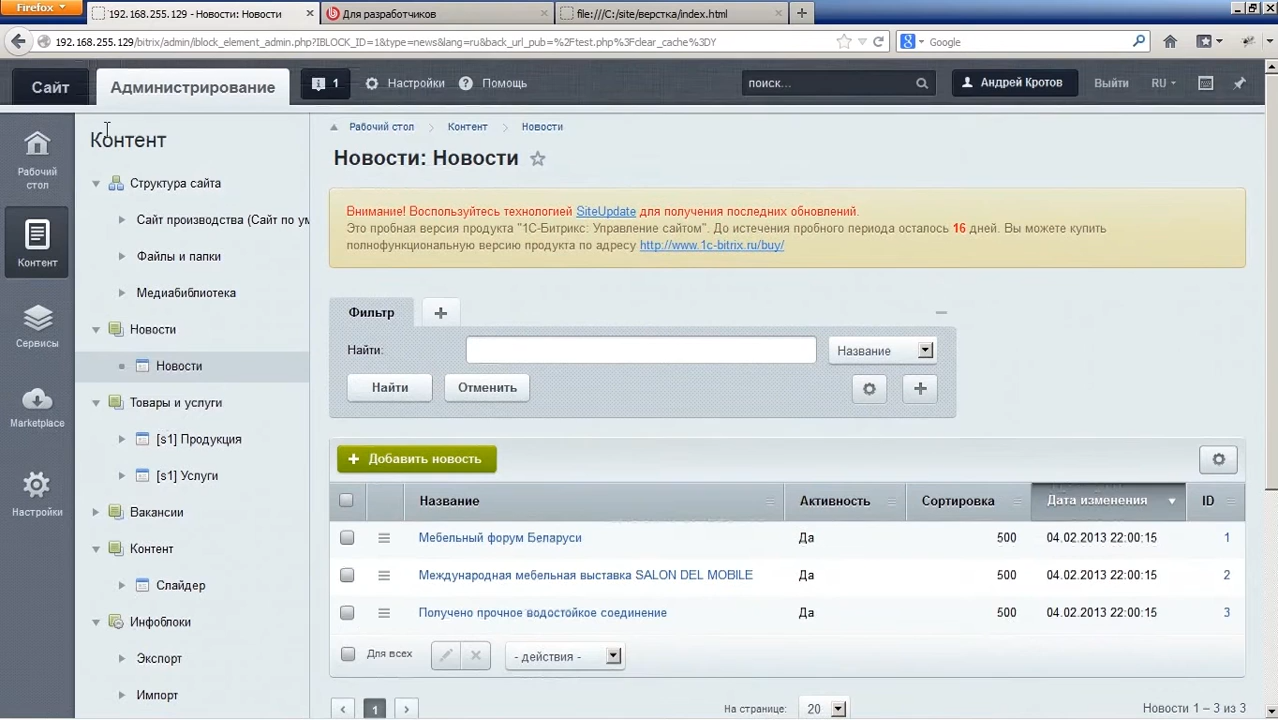 Firefox
192.168.255.129 - Новости: Новости
Для разработчиков
file:///C:/site/верстка/index.html
192.168.255.129/bitrix/admin/iblock_element_admin.php?IBLOCK_ID=1&type=news&lang=ru&back_url_pub=%2Ftest.php%3Fclear_cache%3DY
Google
Сайт
Администрирование
1
Настройки
Помощь
поиск...
Андрей Кротов
Выйти
RU
Рабочий стол
Контент
Сервисы
Marketplace
Настройки
Контент
Структура сайта
Сайт производства (Сайт по ум
Файлы и папки
Медиабиблиотека
Новости
Новости
Товары и услуги
[s1] Продукция
[s1] Услуги
Вакансии
Контент
Слайдер
Инфоблоки
Экспорт
Импорт
Рабочий стол Контент Новости
Новости: Новости
Внимание! Воспользуйтесь технологией SiteUpdate для получения последних обновлений.
Это пробная версия продукта "1С-Битрикс: Управление сайтом". До истечения пробного периода осталось 16 дней. Вы можете купить
полнофункциональную версию продукта по адресу http://www.1c-bitrix.ru/buy/
Фильтр
Найти:
Название
Найти
Отменить
Добавить новость
Название Активность Сортировка Дата изменения ID
Мебельный форум Беларуси Да 500 04.02.2013 22:00:15 1
Международная мебельная выставка SALON DEL MOBILE Да 500 04.02.2013 22:00:15 2
Получено прочное водостойкое соединение Да 500 04.02.2013 22:00:15 3
Для всех
- действия -
1
На странице: 20
Новости 1 – 3 из 3